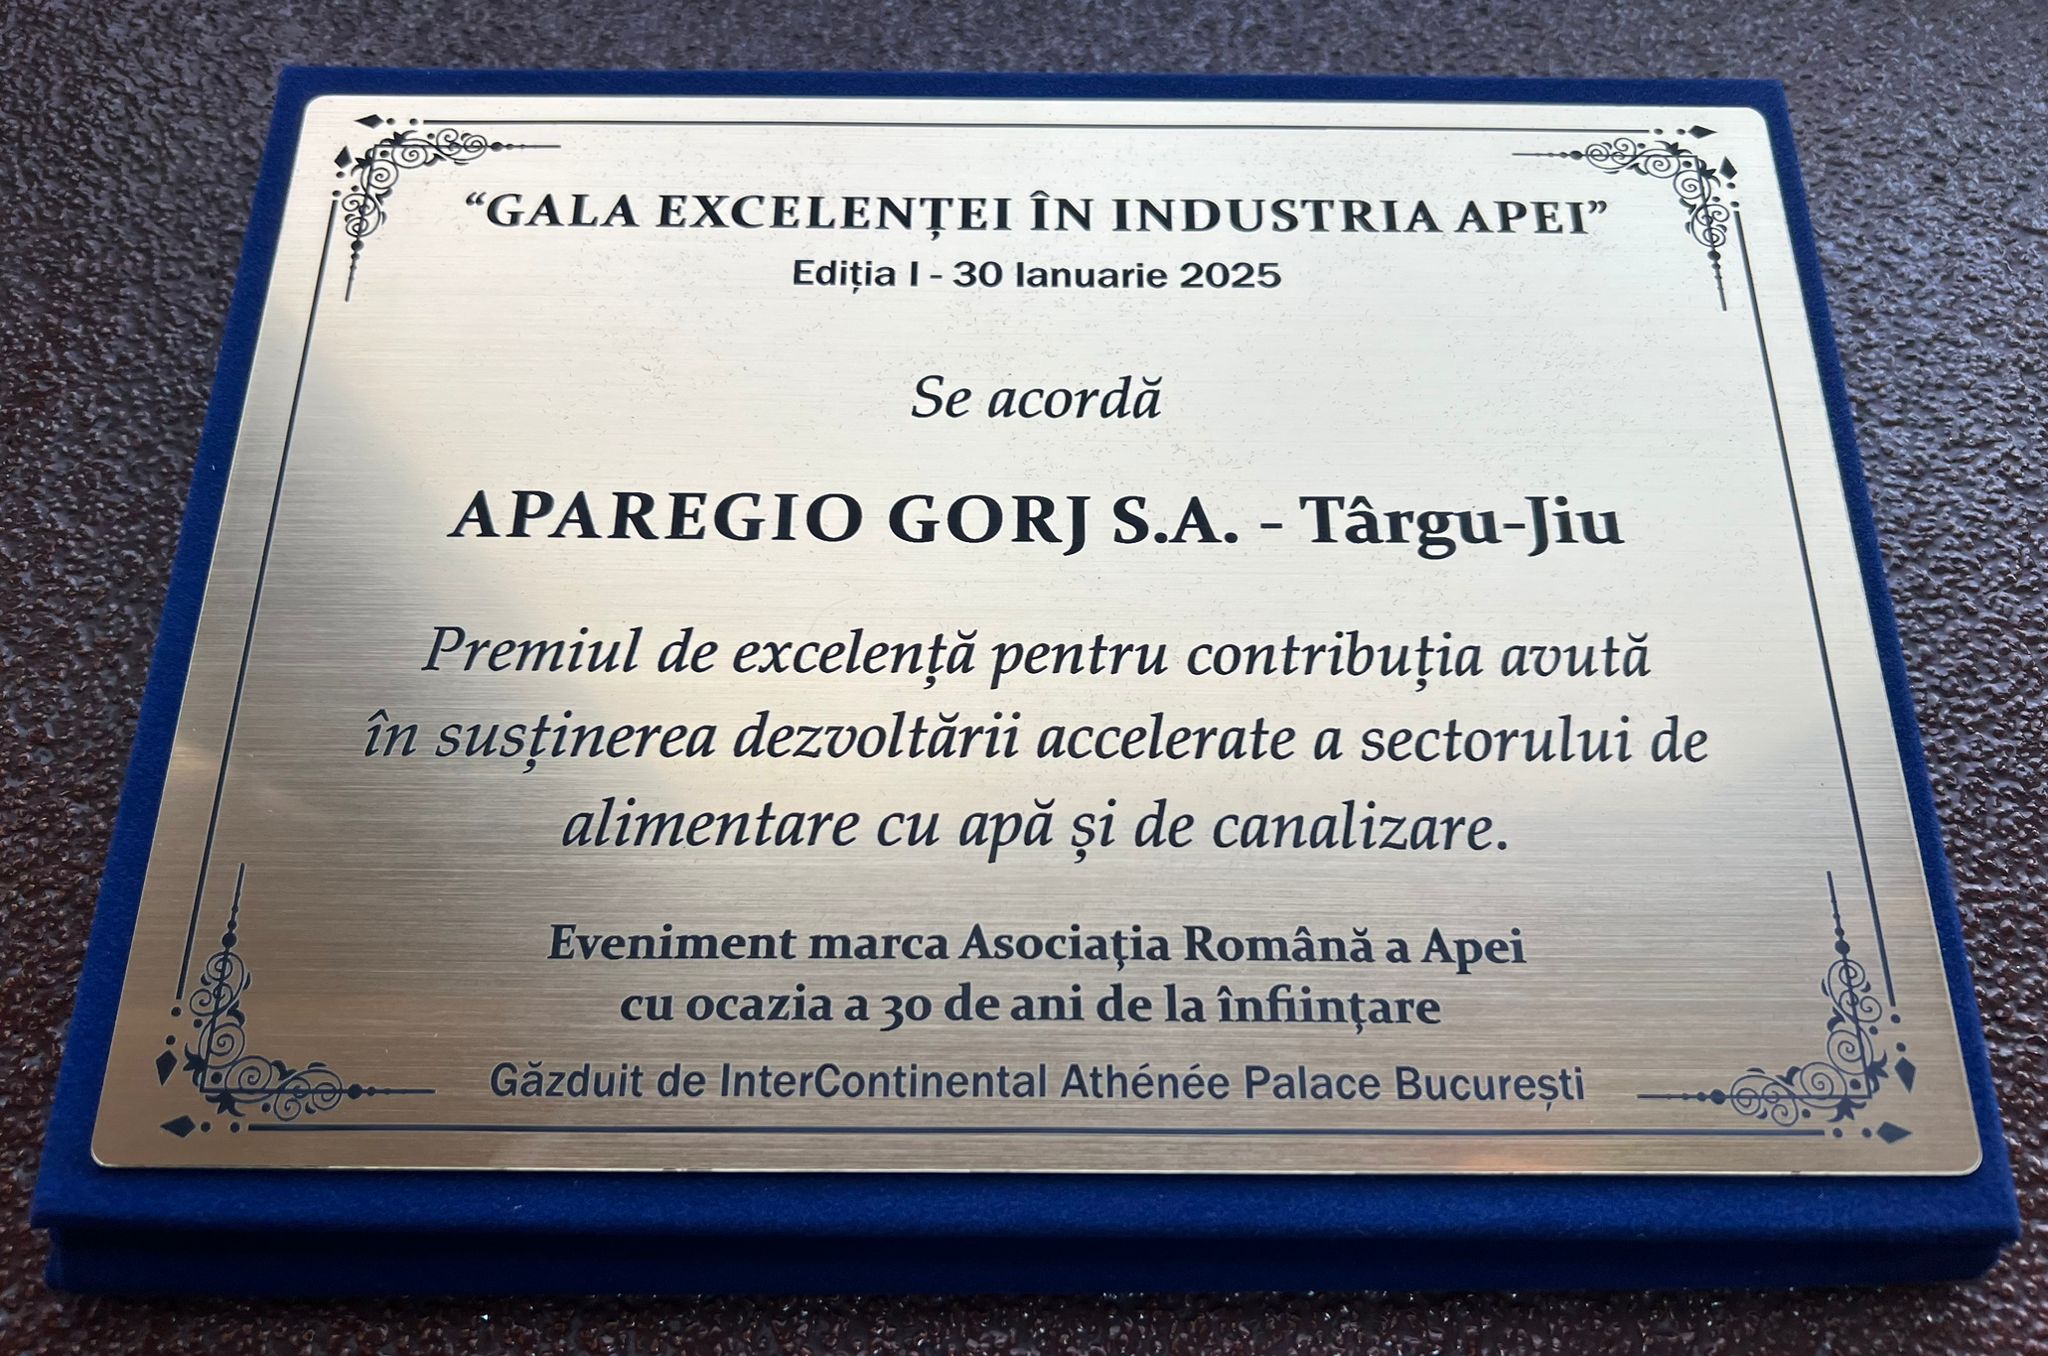 “GALA EXCELENȚEI ÎN INDUSTRIA APEI”
Ediția I - 30 Ianuarie 2025
Se acordă
APAREGIO GORJ S.A. - Târgu-Jiu
Premiul de excelență pentru contribuția avută
în susținerea dezvoltării accelerate a sectorului de
alimentare cu apă și de canalizare.
Eveniment marca Asociația Română a Apei
cu ocazia a 30 de ani de la înființare
Găzduit de InterContinental Athénée Palace București